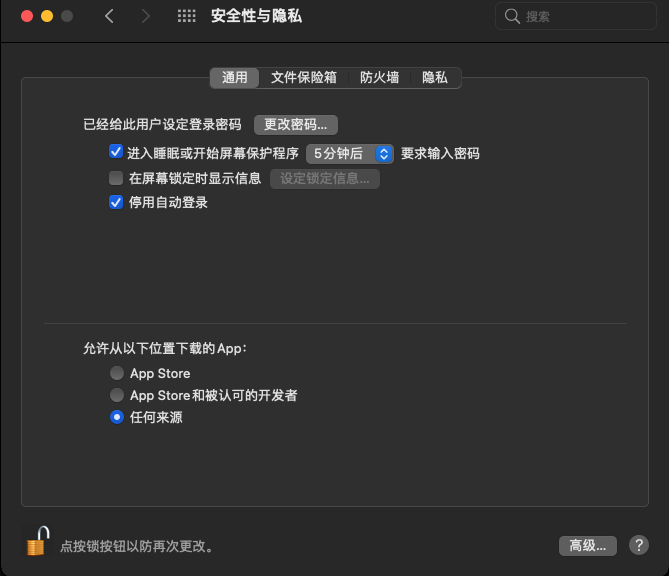 安全性与隐私
搜索
通用 文件保险箱 防火墙 隐私
已经给此用户设定登录密码 更改密码...
进入睡眠或开始屏幕保护程序 5分钟后 要求输入密码
在屏幕锁定时显示信息 设定锁定信息...
停用自动登录
允许从以下位置下载的App：
App Store
App Store和被认可的开发者
任何来源
点按锁按钮以防再次更改。
高级... ?